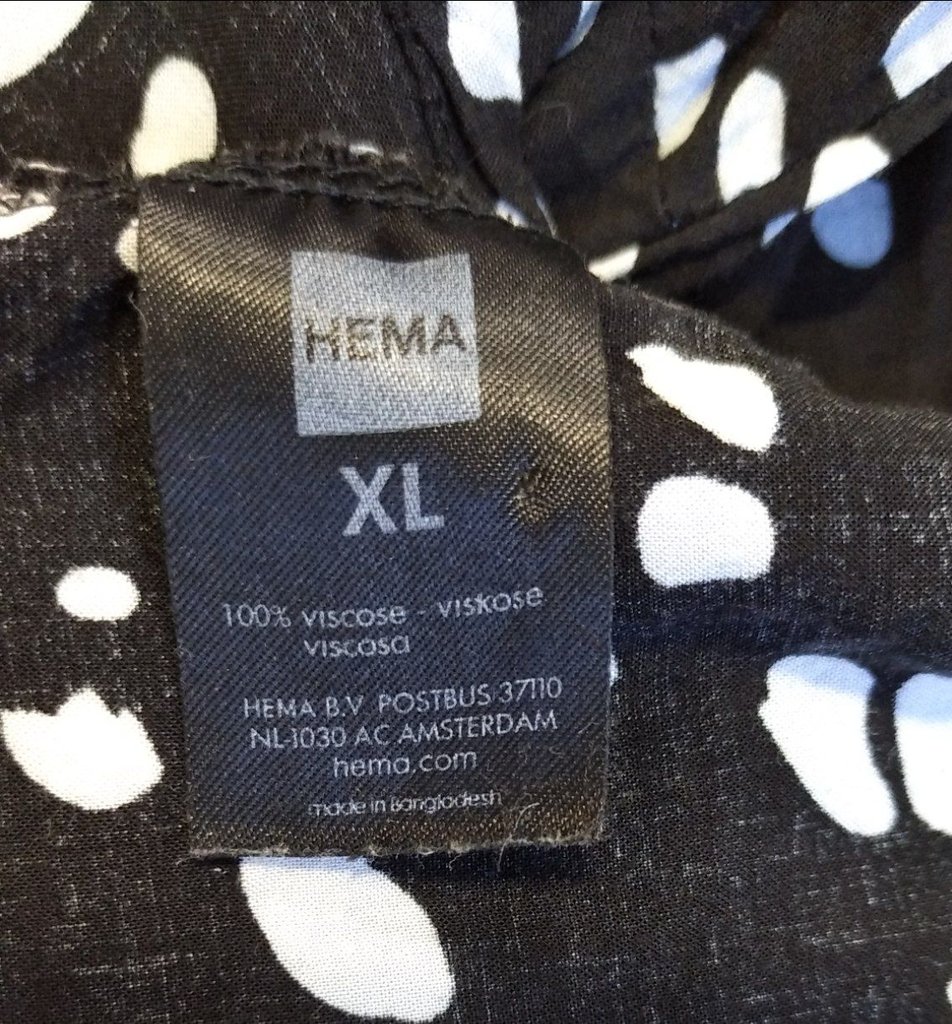 HEMA
XL
100% viscose - viskose
viscosa
HEMA B.V. POSTBUS 37110
NL-1030 AC AMSTERDAM
hema.com
made in Bangladesh